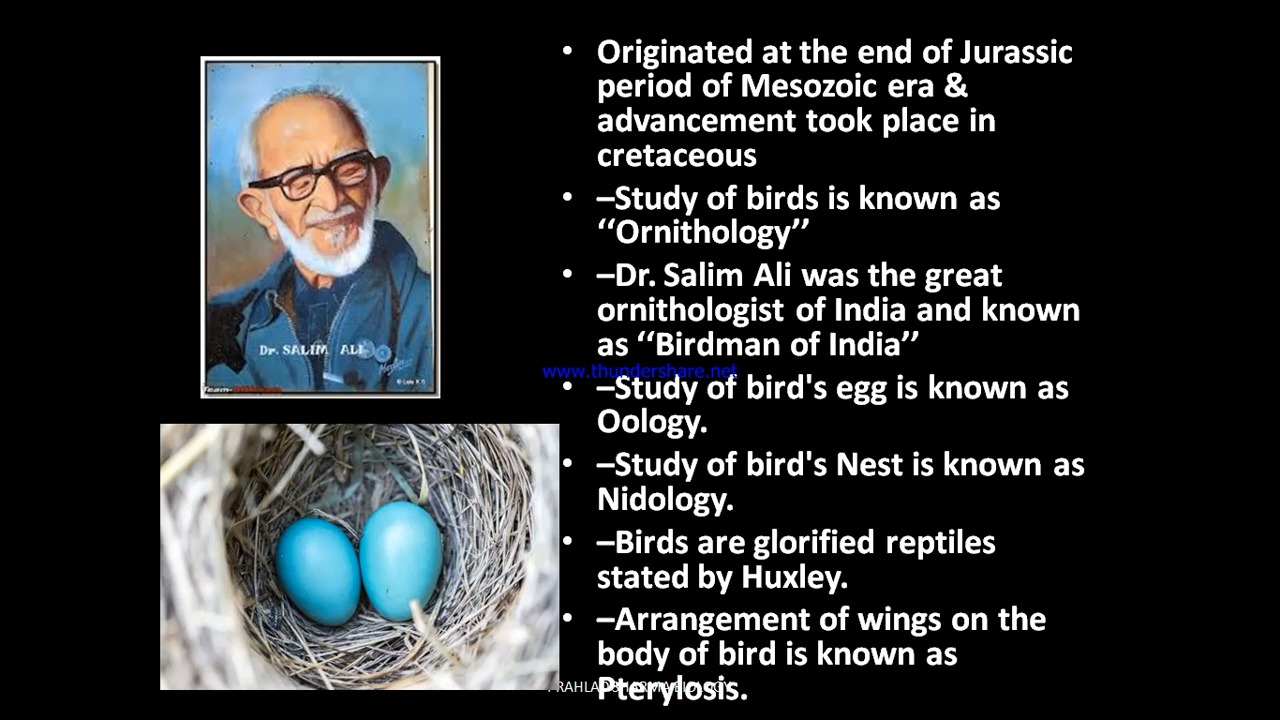 • Originated at the end of Jurassic
period of Mesozoic era &
advancement took place in
cretaceous
• –Study of birds is known as
‘‘Ornithology’’
• –Dr. Salim Ali was the great
ornithologist of India and known
as ‘‘Birdman of India’’
• –Study of bird's egg is known as
Oology.
• –Study of bird's Nest is known as
Nidology.
• –Birds are glorified reptiles
stated by Huxley.
• –Arrangement of wings on the
body of bird is known as
Pterylosis.
Dr. SALIM ALI
www.thundershare.net